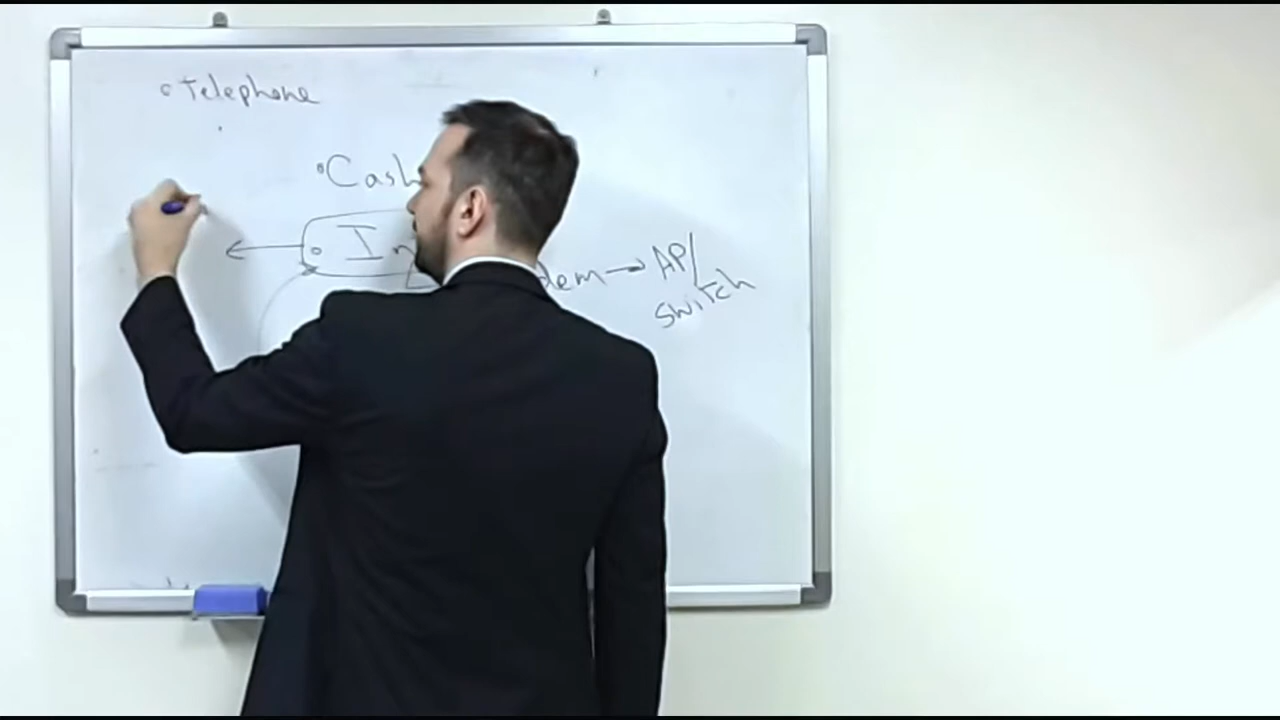 Telephone
Cash
In
dem → AP/
switch